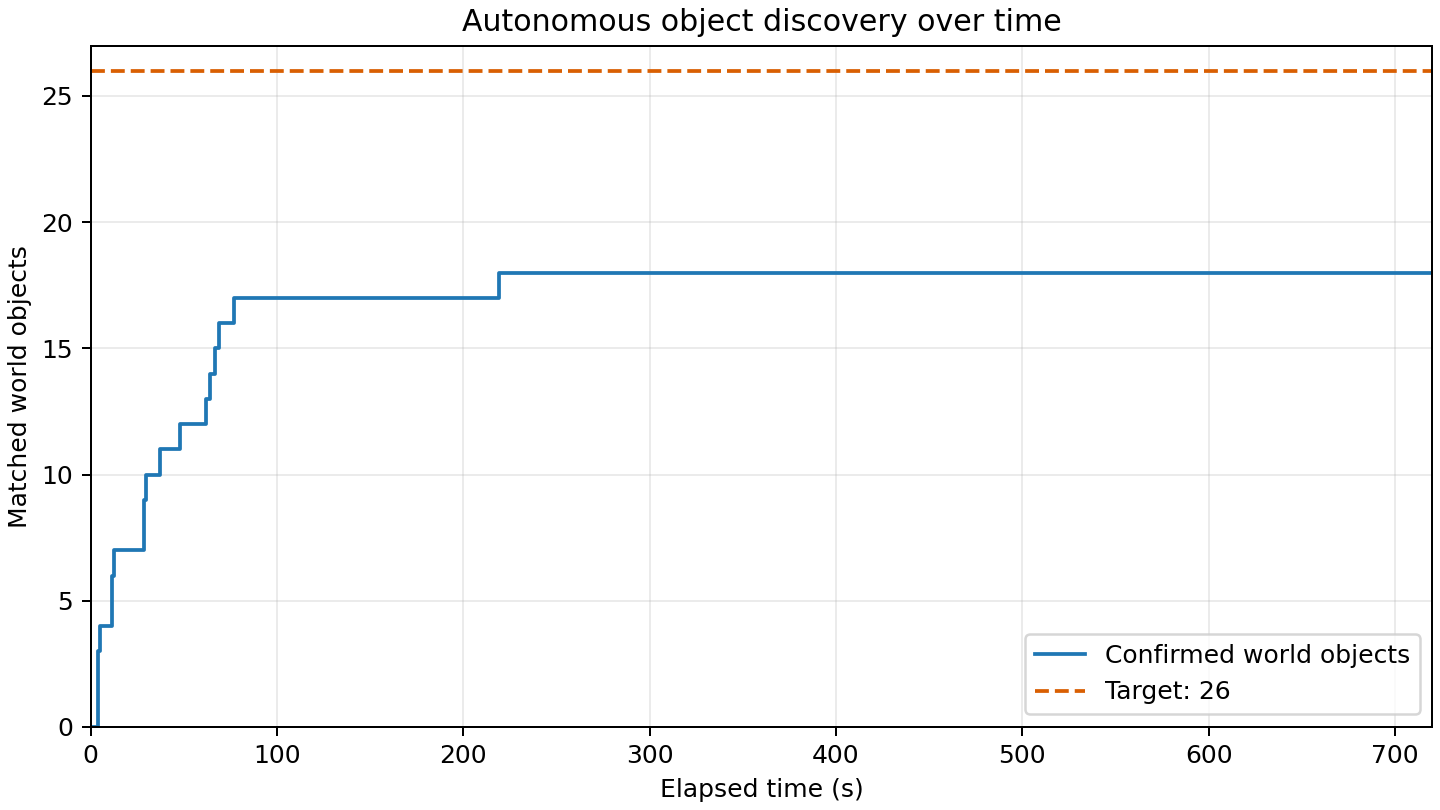 Autonomous object discovery over time
Matched world objects
25
20
15
10
5
0
0 100 200 300 400 500 600 700
Elapsed time (s)
Confirmed world objects
Target: 26